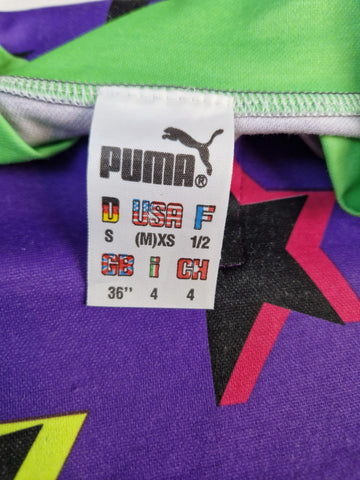 PUMA®
D USA F
S (M)XS 1/2
GB i CH
36" 4 4